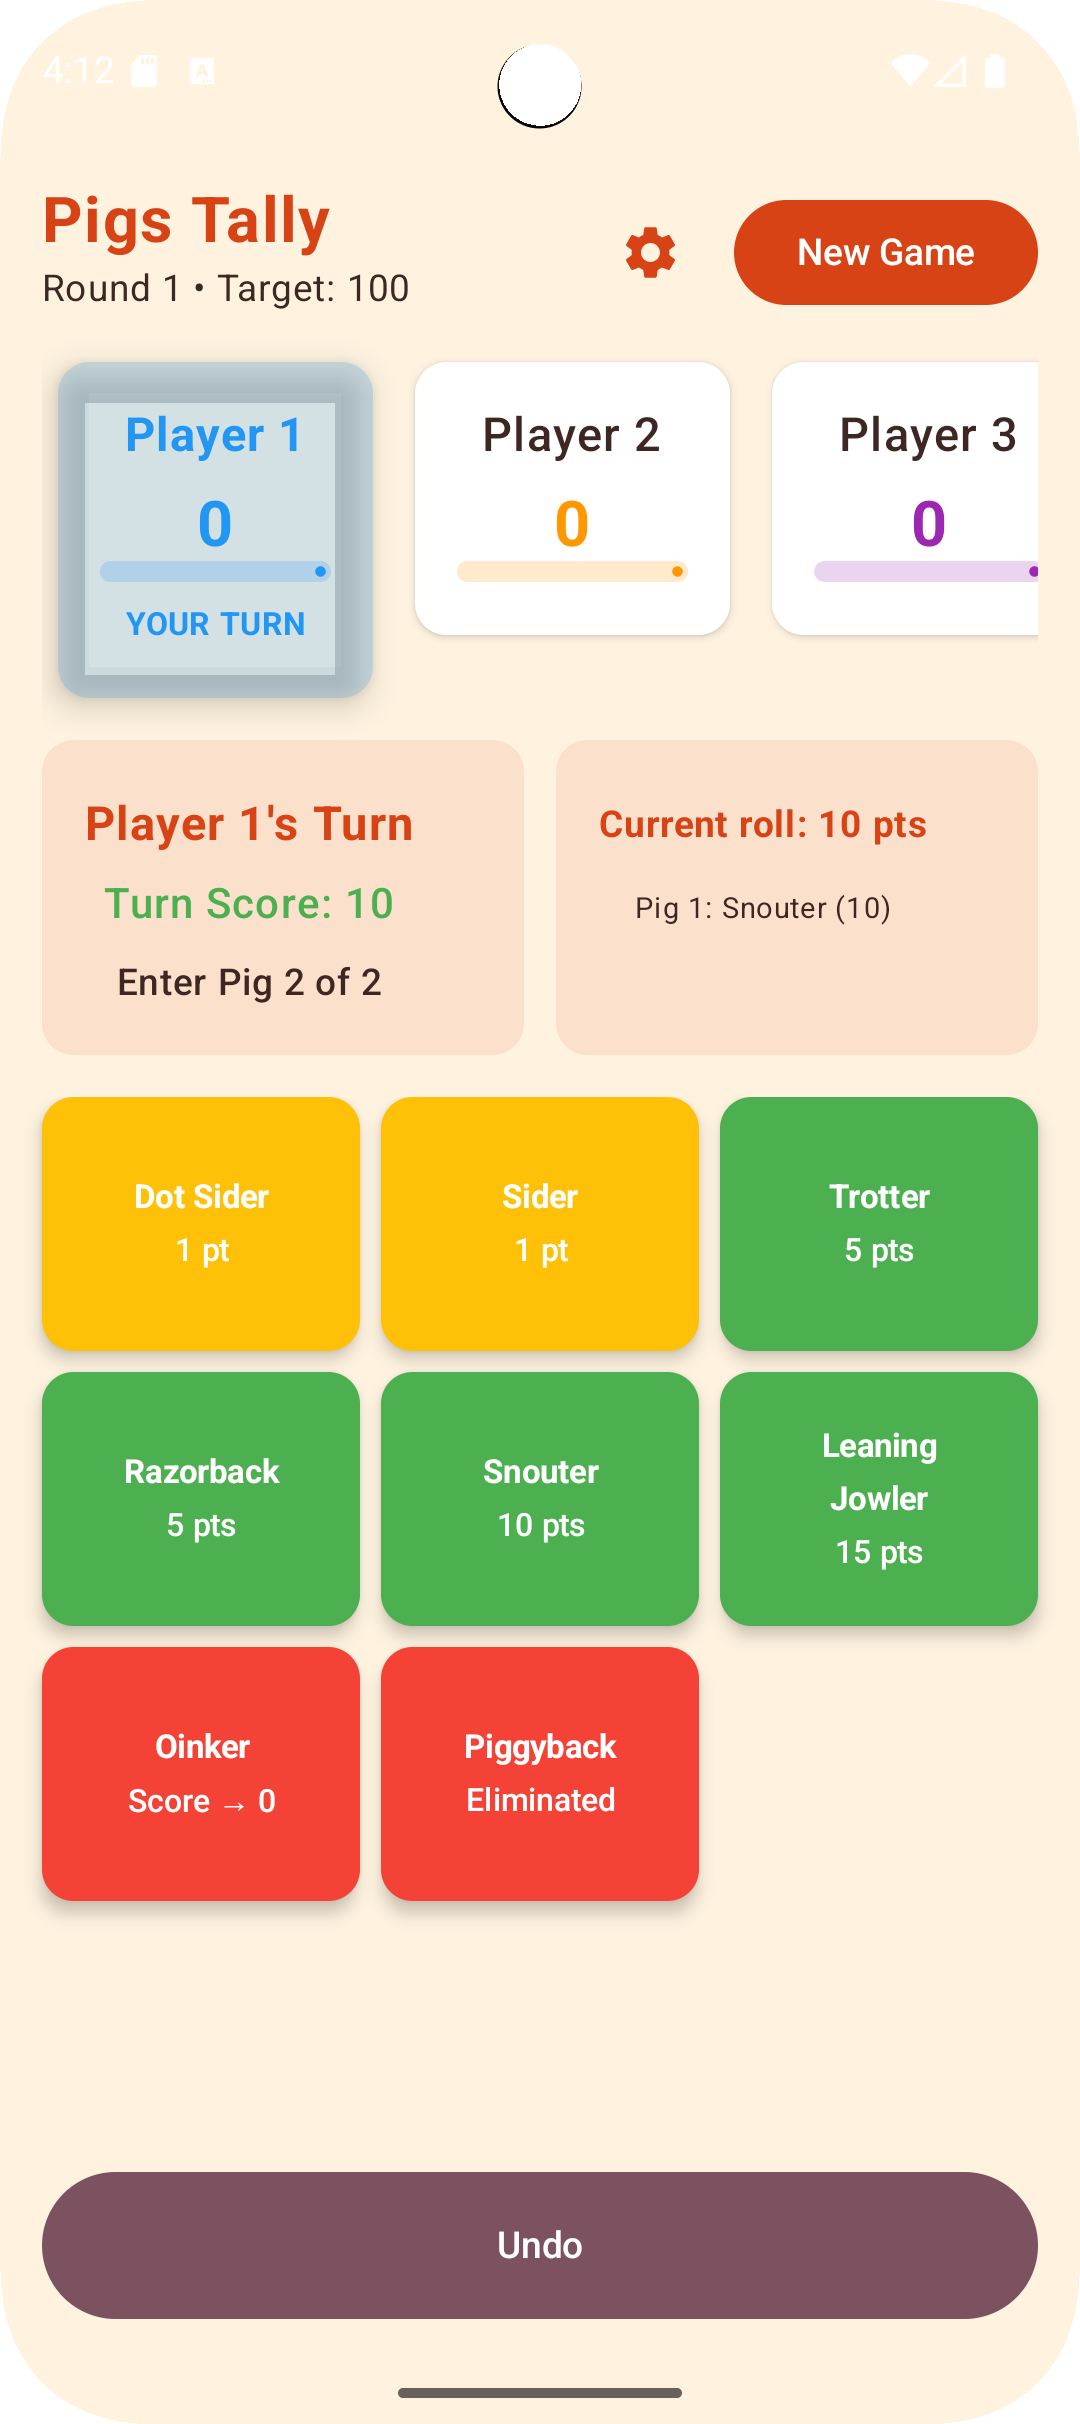 4:12
Pigs Tally
Round 1 • Target: 100
New Game
Player 1
0
YOUR TURN
Player 2
0
Player 3
0
Player 1's Turn
Turn Score: 10
Enter Pig 2 of 2
Current roll: 10 pts
Pig 1: Snouter (10)
Dot Sider
1 pt
Sider
1 pt
Trotter
5 pts
Razorback
5 pts
Snouter
10 pts
Leaning
Jowler
15 pts
Oinker
Score → 0
Piggyback
Eliminated
Undo